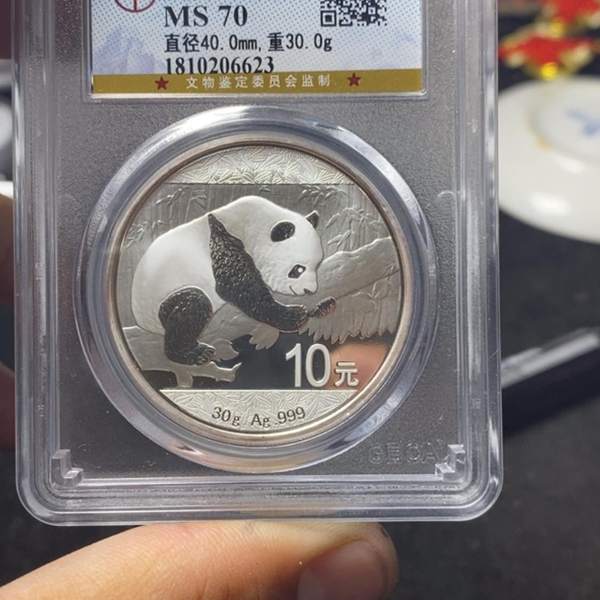 MS 70
直径40.0mm,重30.0g
1810206623
★ 文物鉴定委员会监制 ★
10元
30g Ag.999